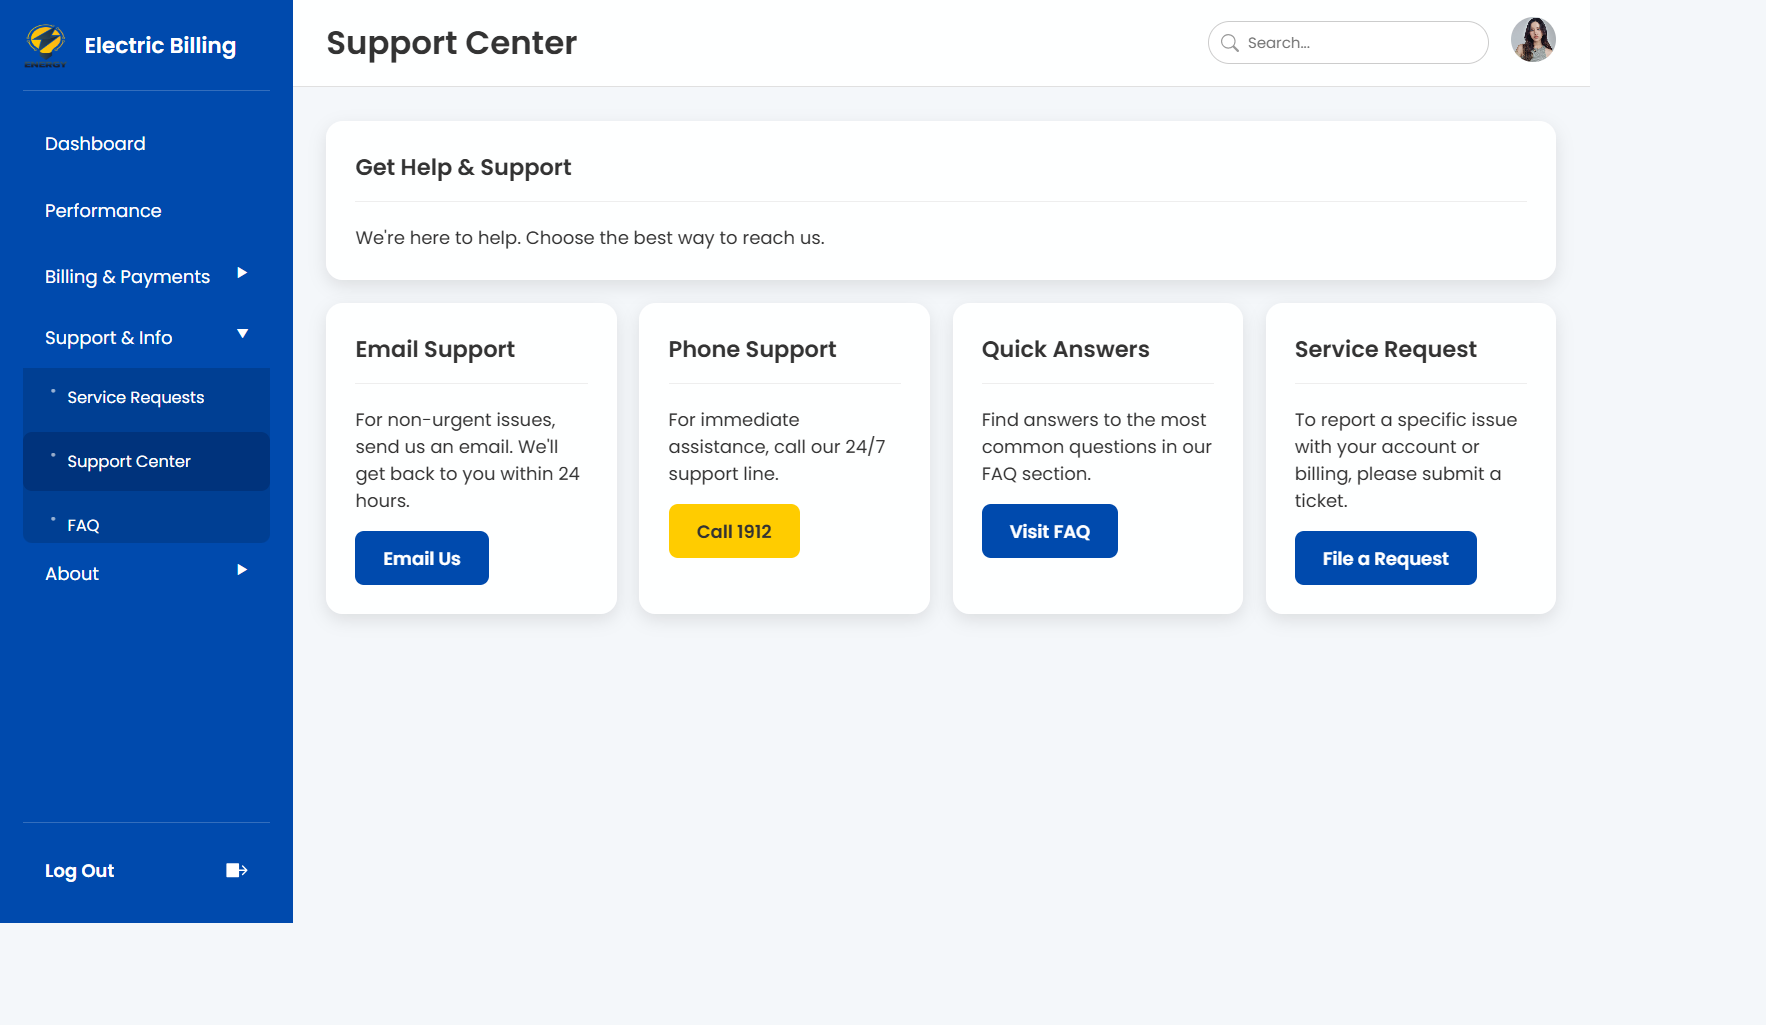 Electric Billing
Dashboard
Performance
Billing & Payments
Support & Info
Service Requests
Support Center
FAQ
About
Log Out
Support Center
Search...
Get Help & Support
We're here to help. Choose the best way to reach us.
Email Support
For non-urgent issues,
send us an email. We'll
get back to you within 24
hours.
Email Us
Phone Support
For immediate
assistance, call our 24/7
support line.
Call 1912
Quick Answers
Find answers to the most
common questions in our
FAQ section.
Visit FAQ
Service Request
To report a specific issue
with your account or
billing, please submit a
ticket.
File a Request